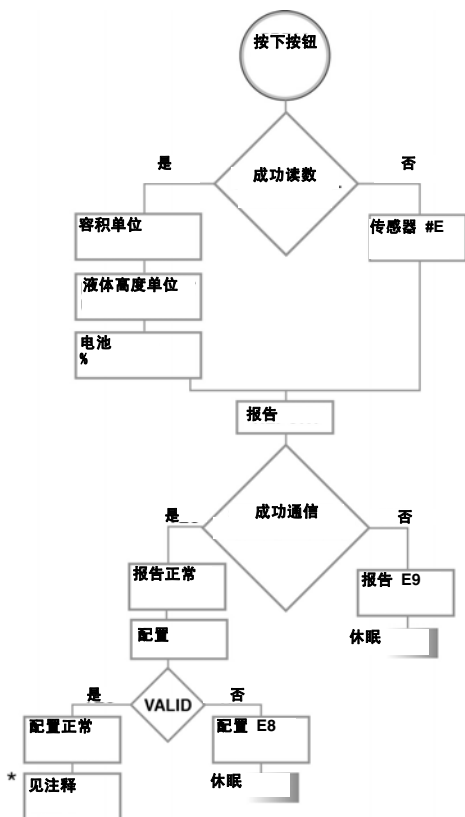 按下按钮
成功读数
是
否
容积单位
传感器 #E
液体高度单位
电池
%
报告
成功通信
是
否
报告正常
报告 E9
配置
休眠
VALID
是
否
配置正常
配置 E8
* 见注释
休眠